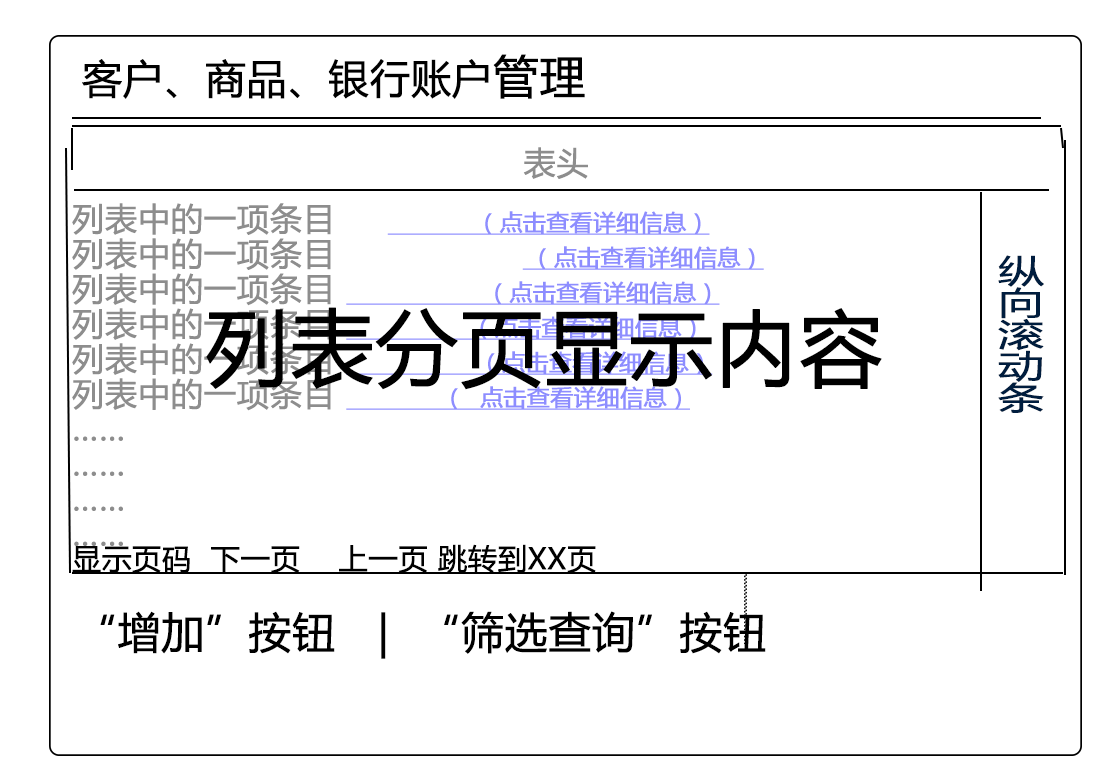 客户、商品、银行账户管理
表头
列表中的一项条目 （点击查看详细信息）
列表中的一项条目 （点击查看详细信息）
列表中的一项条目 （点击查看详细信息）
列表中的一项条目 （点击查看详细信息）
列表分页显示内容
列表中的一项条目 （点击查看详细信息）
列表中的一项条目 （ 点击查看详细信息）
……
……
……
……
纵向滚动条
显示页码 下一页 上一页 跳转到XX页
“增加”按钮 | “筛选查询”按钮